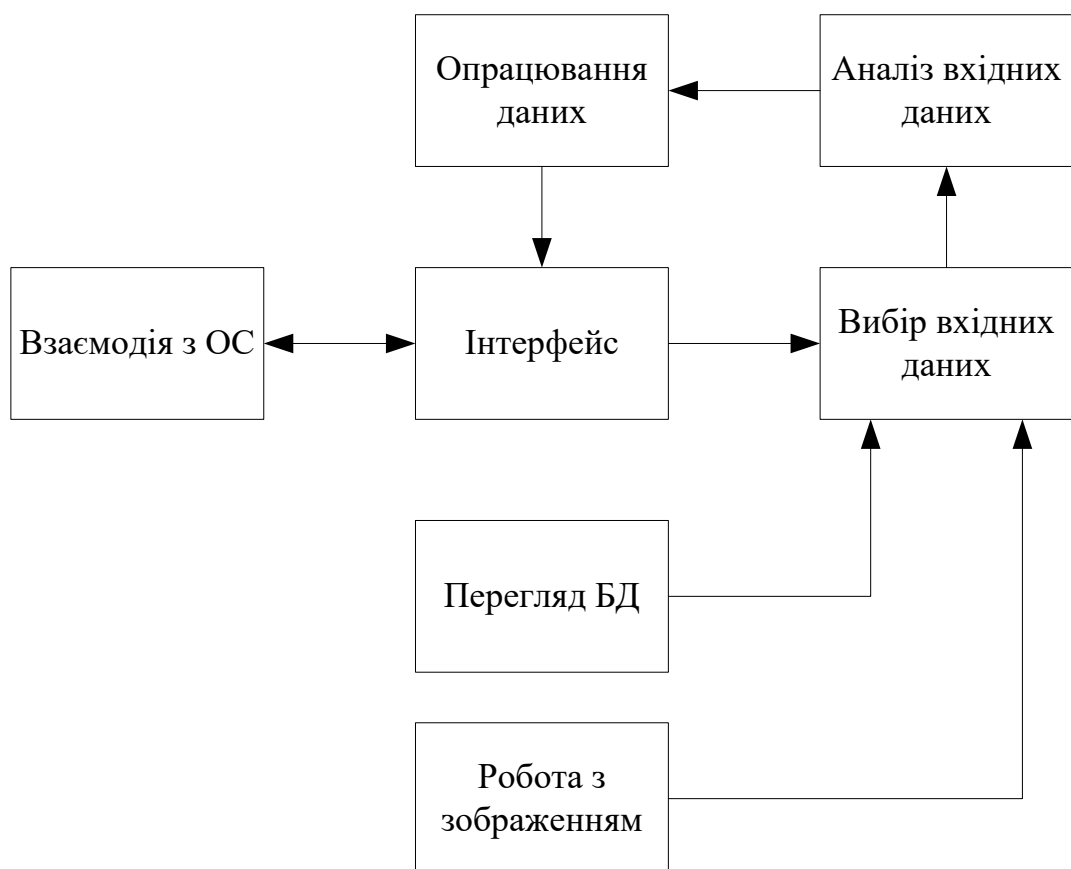 Опрацювання
даних
Аналіз вхідних
даних
Взаємодія з ОС
Інтерфейс
Вибір вхідних
даних
Перегляд БД
Робота з
зображенням